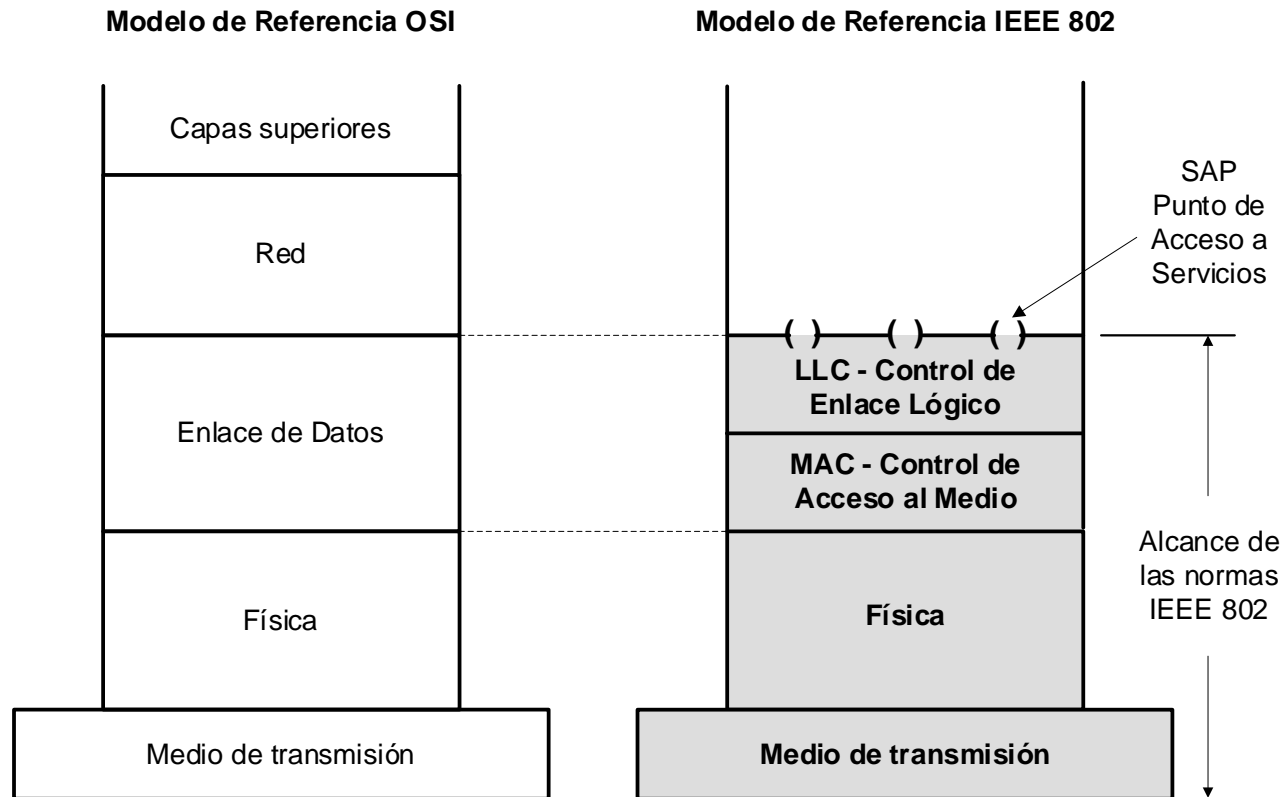 Modelo de Referencia OSI
Modelo de Referencia IEEE 802
Capas superiores
Red
Enlace de Datos
Física
Medio de transmisión
SAP
Punto de
Acceso a
Servicios
LLC - Control de
Enlace Lógico
MAC - Control de
Acceso al Medio
Física
Medio de transmisión
Alcance de
las normas
IEEE 802